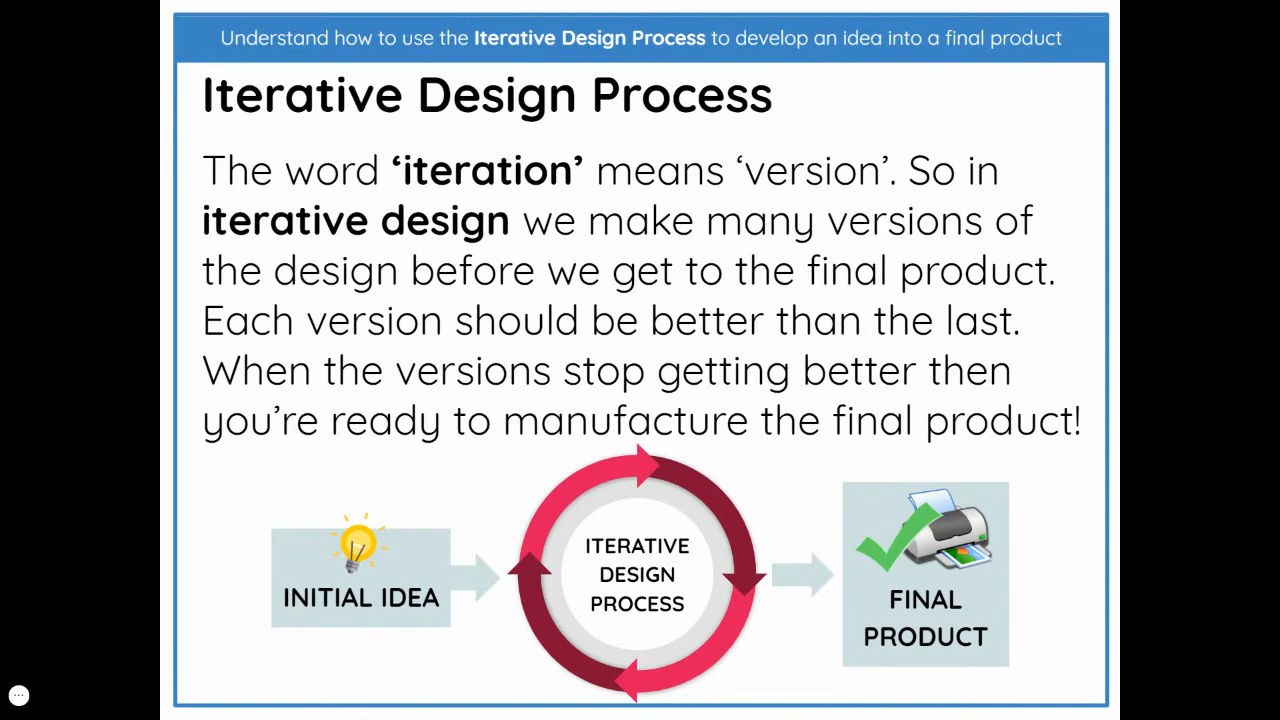 Understand how to use the Iterative Design Process to develop an idea into a final product
Iterative Design Process
The word ‘iteration’ means ‘version’. So in
iterative design we make many versions of
the design before we get to the final product.
Each version should be better than the last.
When the versions stop getting better then
you’re ready to manufacture the final product!
INITIAL IDEA
ITERATIVE
DESIGN
PROCESS
FINAL
PRODUCT